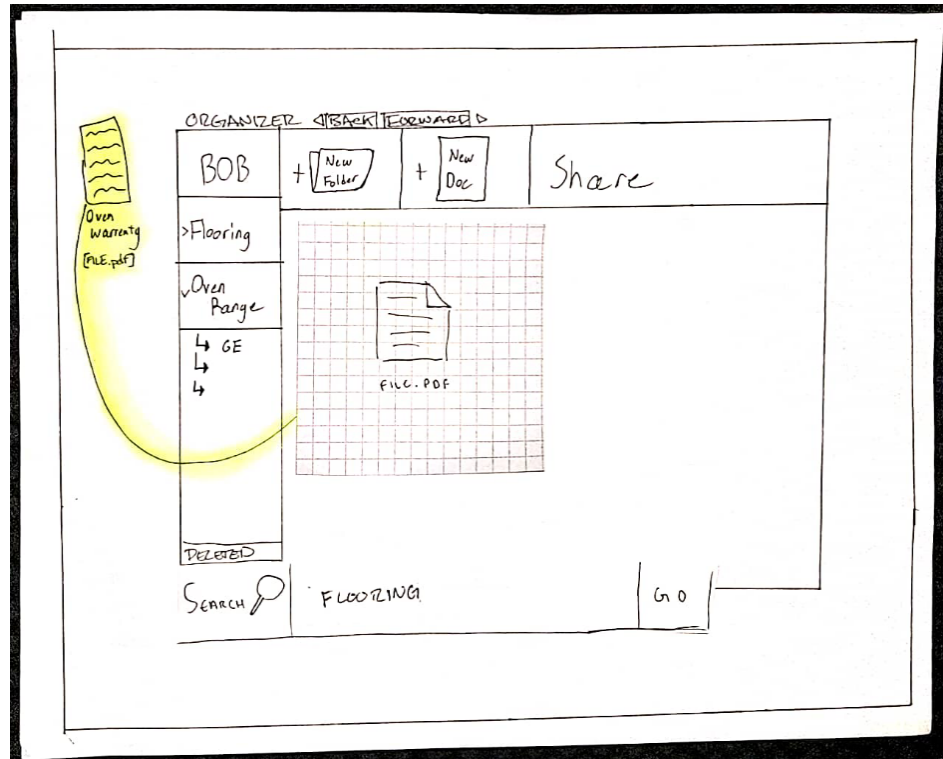 ORGANIZER ◁ BACK FORWARD ▷
BOB
+ New Folder
+ New Doc
Share
Oven
Warrenty
[FILE.pdf]
>Flooring
Oven
Range
↳ GE
↳
↳
FILE.PDF
DELETED
SEARCH
FLOORING
GO